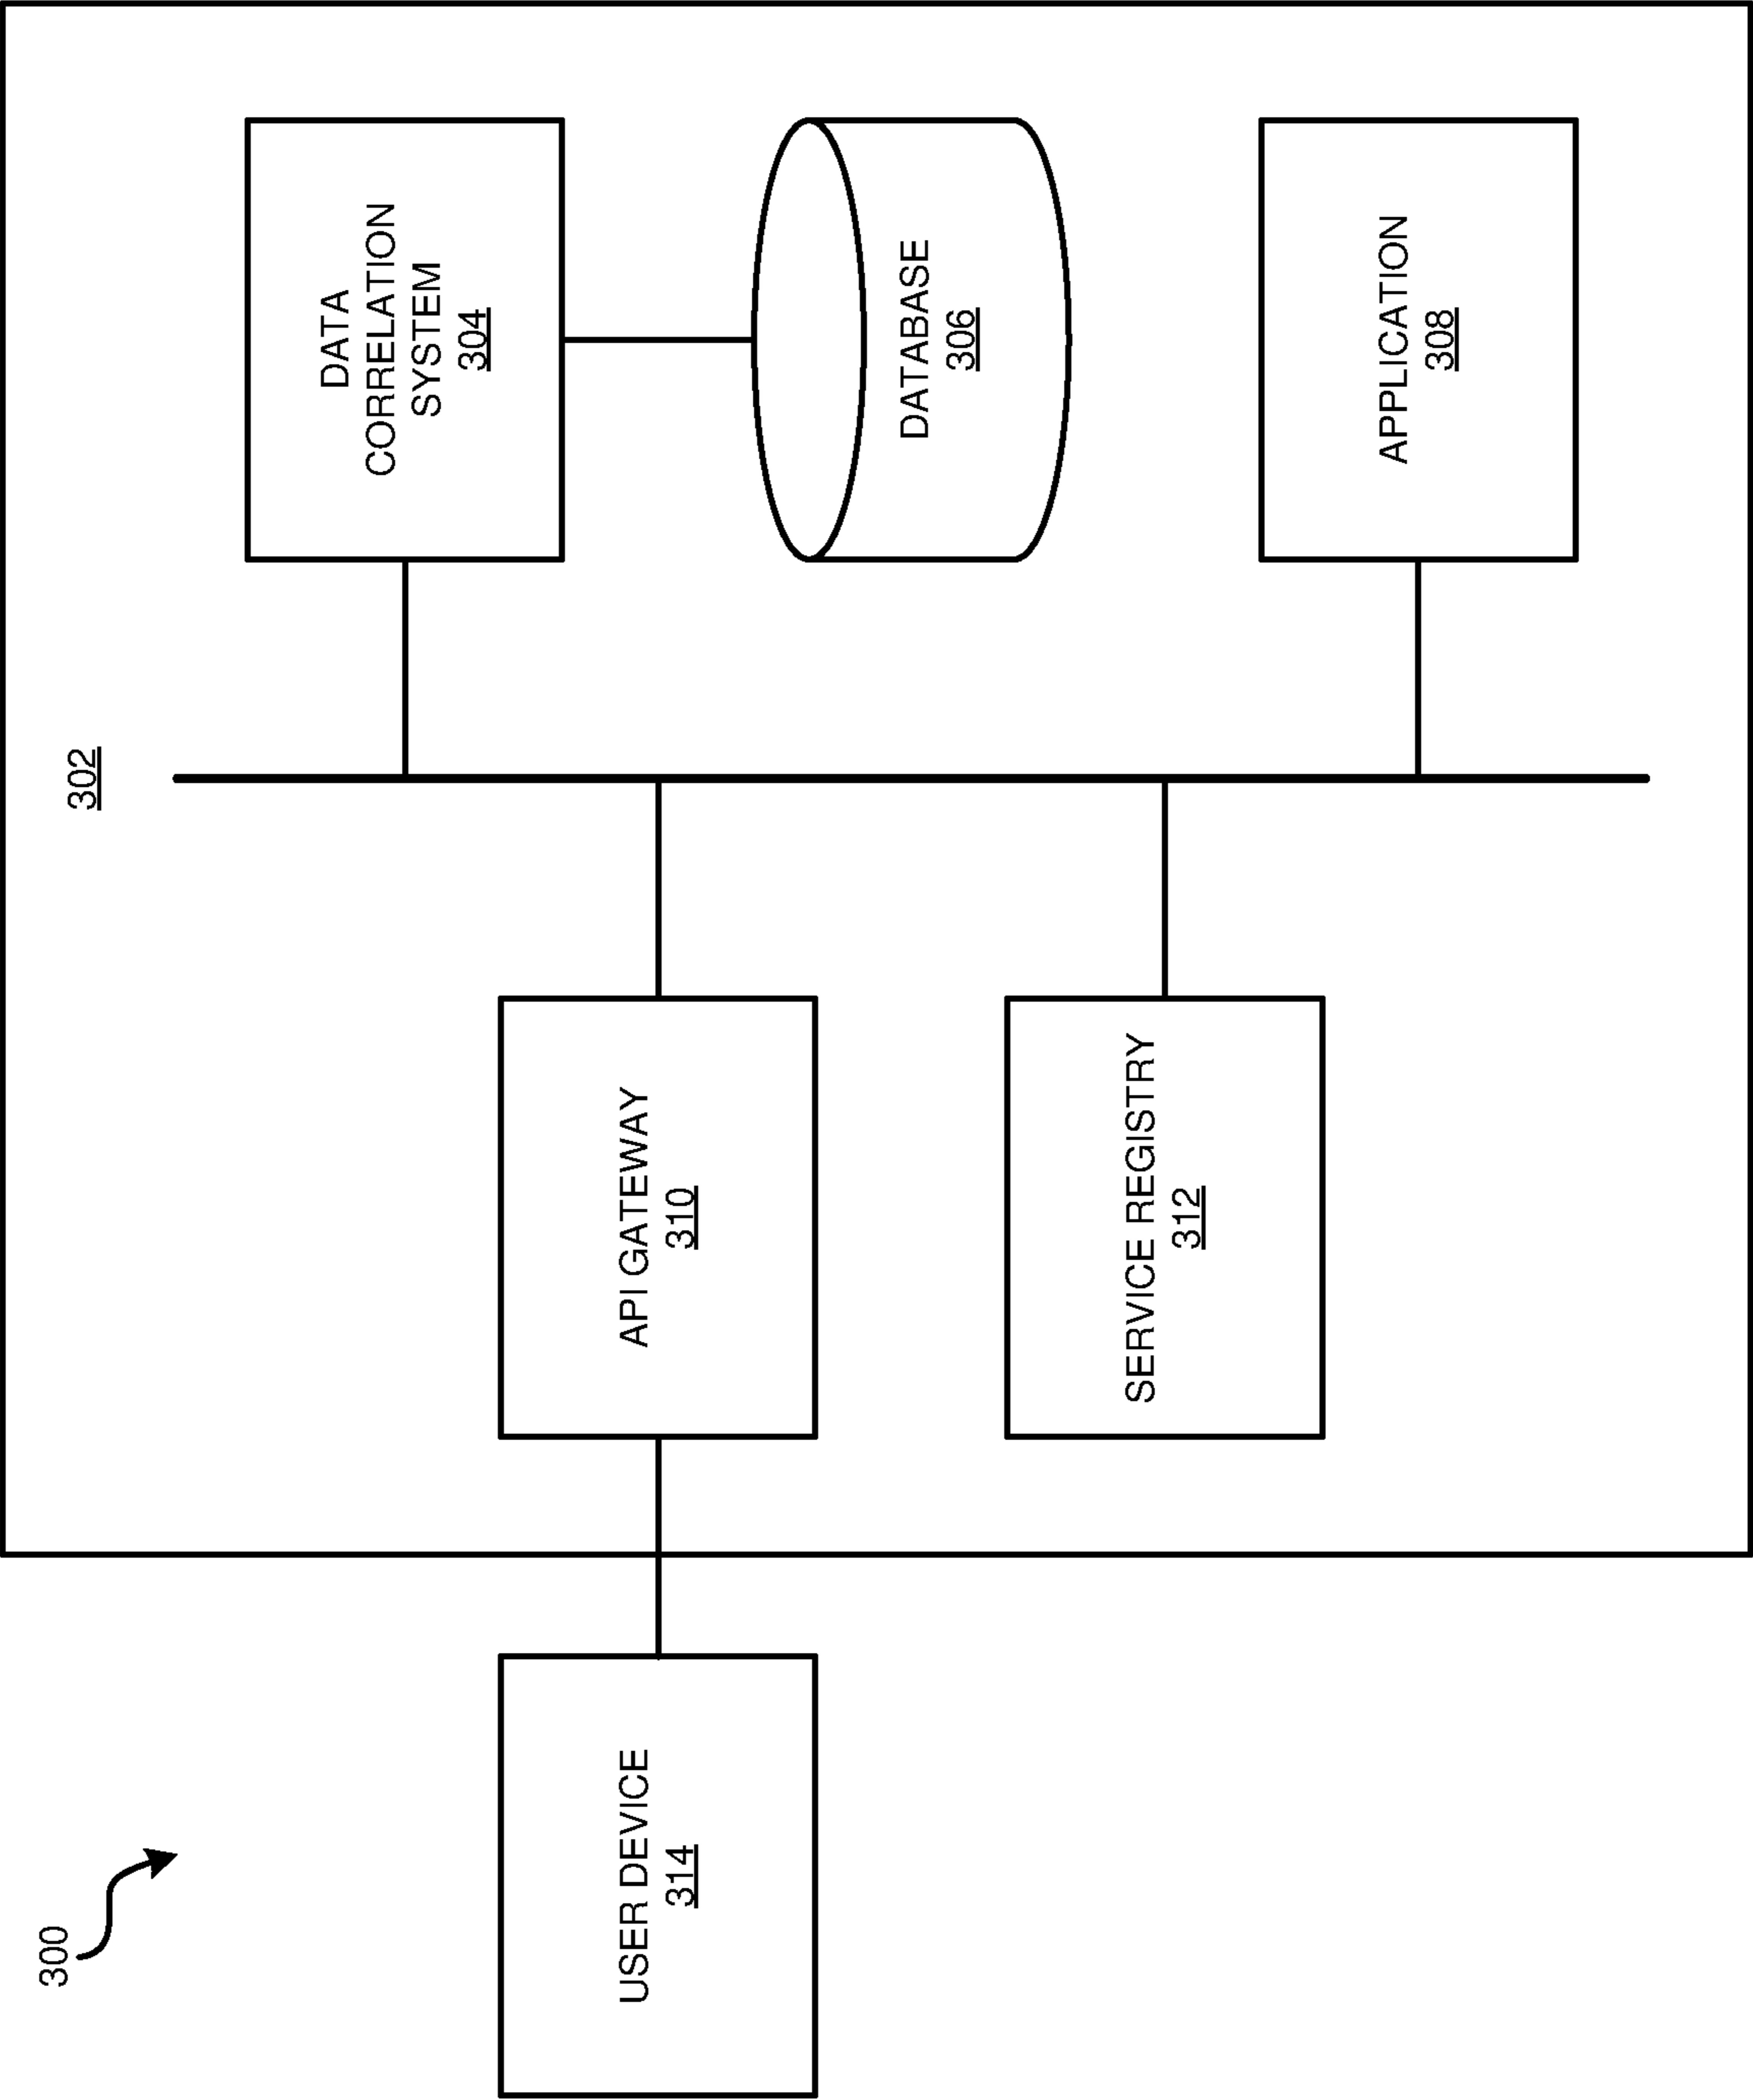 300
302
USER DEVICE
314
API GATEWAY
310
SERVICE REGISTRY
312
DATA
CORRELATION
SYSTEM
304
DATABASE
306
APPLICATION
308